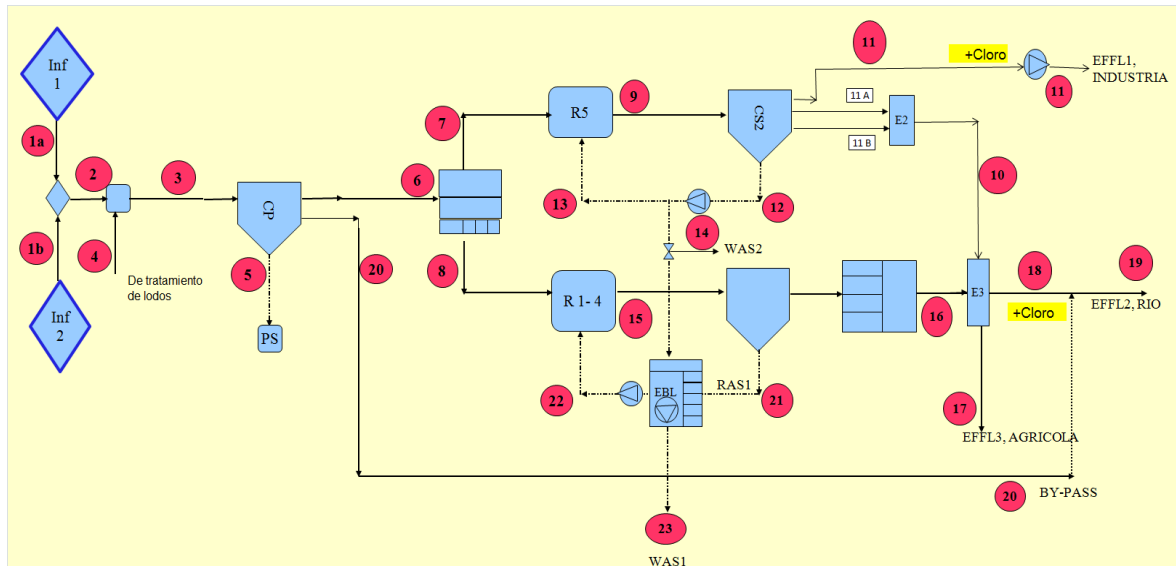 Inf
1
1a
2
3
1b
4
De tratamiento
de lodos
Inf
2
CP
5
PS
20
6
7
8
R5
9
CS2
11
+Cloro
11
EFFL1,
INDUSTRIA
11 A
11 B
E2
10
13
12
14
WAS2
R 1- 4
15
16
E3
18
+Cloro
19
EFFL2, RIO
22
EBL
RAS1
21
17
EFFL3, AGRICOLA
20
BY-PASS
23
WAS1